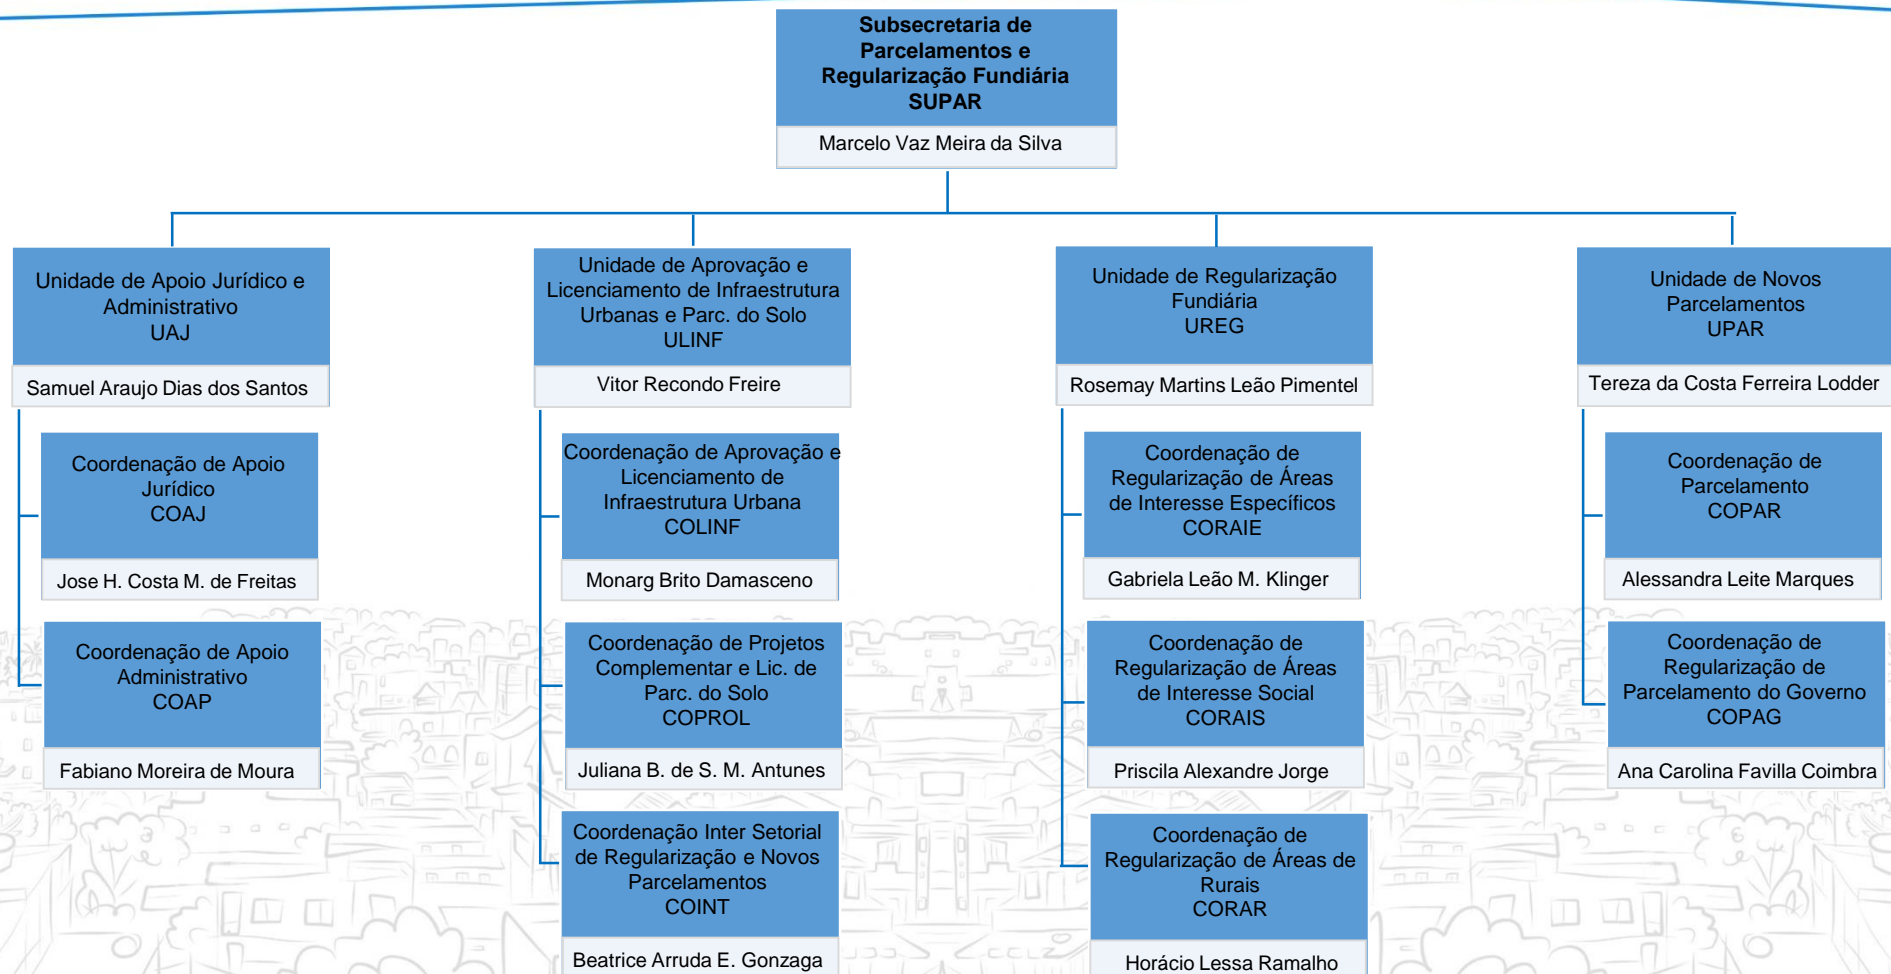 Subsecretaria de
Parcelamentos e
Regularização Fundiária
SUPAR
Marcelo Vaz Meira da Silva
Unidade de Apoio Jurídico e
Administrativo
UAJ
Samuel Araujo Dias dos Santos
Coordenação de Apoio
Jurídico
COAJ
Jose H. Costa M. de Freitas
Coordenação de Apoio
Administrativo
COAP
Fabiano Moreira de Moura
Unidade de Aprovação e
Licenciamento de Infraestrutura
Urbanas e Parc. do Solo
ULINF
Vitor Recondo Freire
Coordenação de Aprovação e
Licenciamento de
Infraestrutura Urbana
COLINF
Monarg Brito Damasceno
Coordenação de Projetos
Complementar e Lic. de
Parc. do Solo
COPROL
Juliana B. de S. M. Antunes
Coordenação Inter Setorial
de Regularização e Novos
Parcelamentos
COINT
Beatrice Arruda E. Gonzaga
Unidade de Regularização
Fundiária
UREG
Rosemay Martins Leão Pimentel
Coordenação de
Regularização de Áreas
de Interesse Específicos
CORAIE
Gabriela Leão M. Klinger
Coordenação de
Regularização de Áreas
de Interesse Social
CORAIS
Priscila Alexandre Jorge
Coordenação de
Regularização de Áreas de
Rurais
CORAR
Horácio Lessa Ramalho
Unidade de Novos
Parcelamentos
UPAR
Tereza da Costa Ferreira Lodder
Coordenação de
Parcelamento
COPAR
Alessandra Leite Marques
Coordenação de
Regularização de
Parcelamento do Governo
COPAG
Ana Carolina Favilla Coimbra